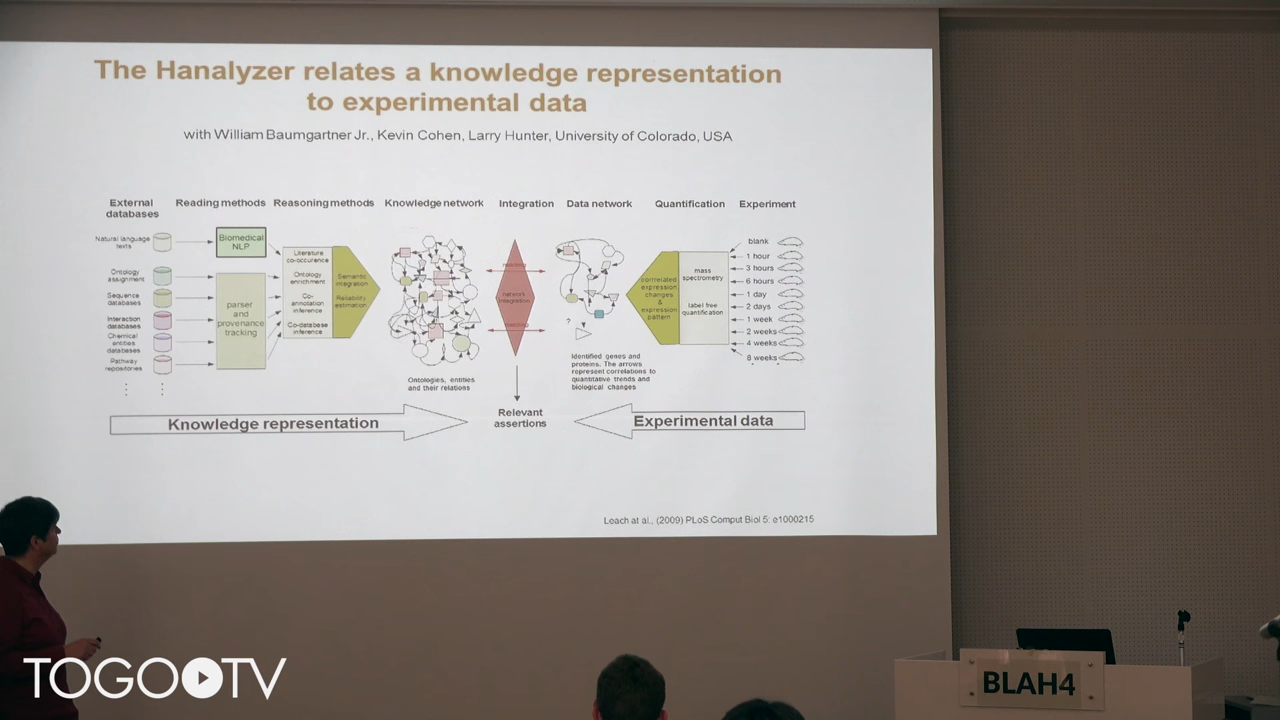 The Hanalyzer relates a knowledge representation
to experimental data
with William Baumgartner Jr., Kevin Cohen, Larry Hunter, University of Colorado, USA
External
databases
Reading methods
Reasoning methods
Knowledge network
Integration
Data network
Quantification
Experiment
Natural language
texts
Ontology
assignment
Sequence
databases
Interaction
databases
Chemical
entities
databases
Pathway
repositories
Biomedical
NLP
parser
and
provenance
tracking
Literature
co-occurence
Ontology
enrichment
Co-
annotation
inference
Co-database
inference
Semantic
integration
Reliability
estimation
Ontologies, entities
and their relations
network
integration
Relevant
assertions
?
Identified genes and
proteins. The arrows
represent correlations to
quantitative trends and
biological changes
correlated
expression
changes
&
expression
pattern
mass
spectrometry
label free
quantification
blank
1 hour
3 hours
6 hours
1 day
2 days
1 week
2 weeks
4 weeks
8 weeks
Knowledge representation
Experimental data
Leach at al., (2009) PLoS Comput Biol 5: e1000215
TOGO TV
BLAH4